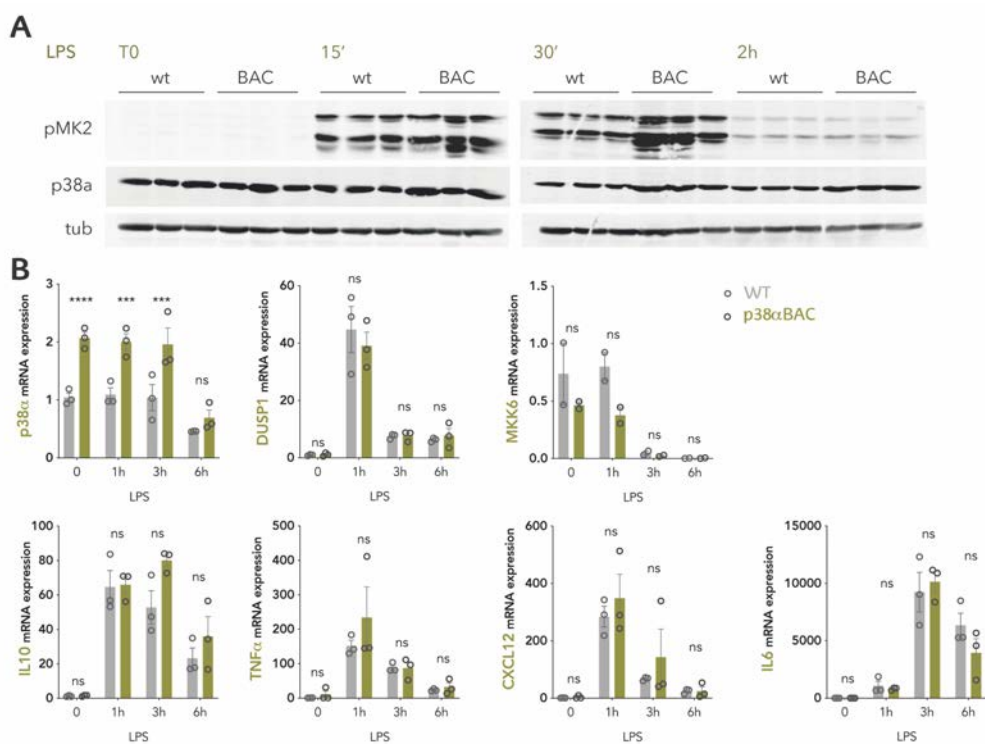 A
LPS T0 15' 30' 2h
wt BAC wt BAC wt BAC wt BAC
pMK2
p38a
tub
B
p38α mRNA expression
3
2
1
0
**** *** *** ns
0 1h 3h 6h
LPS
DUSP1 mRNA expression
60
40
20
0
ns ns ns ns
0 1h 3h 6h
LPS
MKK6 mRNA expression
1.5
1.0
0.5
0.0
ns ns ns ns
0 1h 3h 6h
LPS
WT
p38αBAC
IL10 mRNA expression
100
80
60
40
20
0
ns ns ns ns
0 1h 3h 6h
LPS
TNFα mRNA expression
500
400
300
200
100
0
ns ns ns ns
0 1h 3h 6h
LPS
CXCL12 mRNA expression
600
400
200
0
ns ns ns ns
0 1h 3h 6h
LPS
IL6 mRNA expression
15000
10000
5000
0
ns ns ns ns
0 1h 3h 6h
LPS